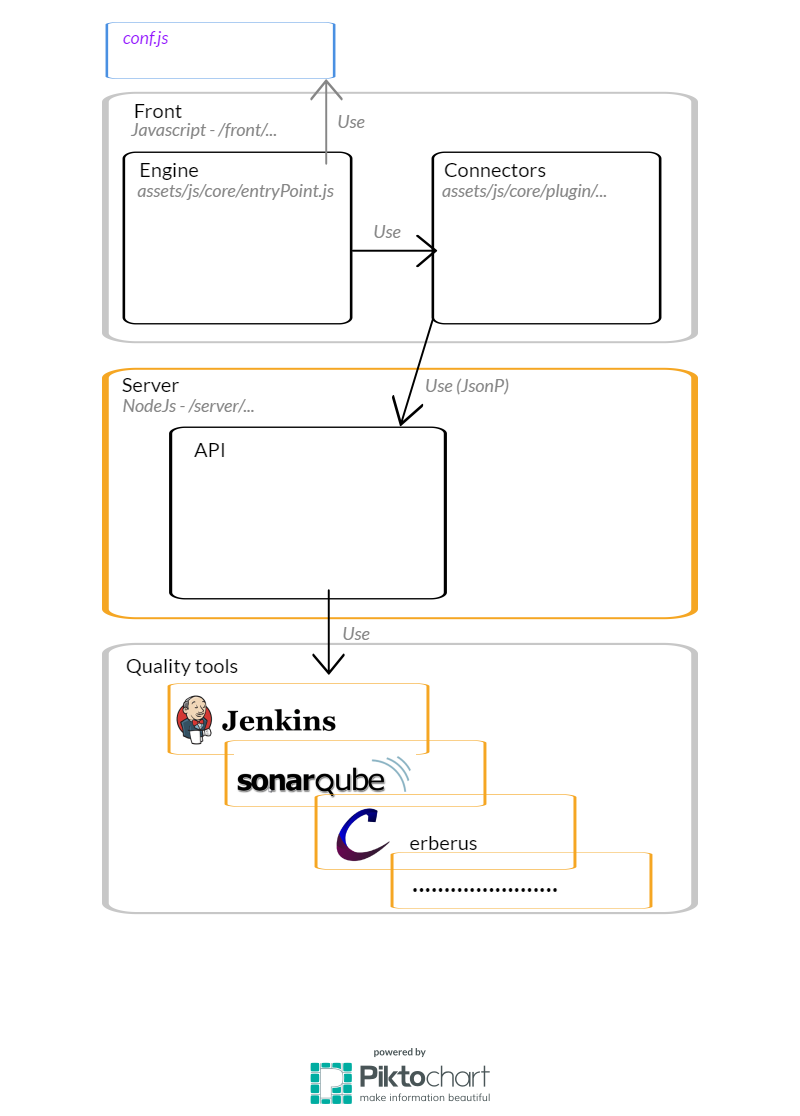 conf.js
Front
Javascript - /front/...
Use
Engine
assets/js/core/entryPoint.js
Connectors
assets/js/core/plugin/...
Use
Use (JsonP)
Server
NodeJs - /server/...
API
Use
Quality tools
Jenkins
sonarqube
C erberus
.......................
powered by
Piktochart
make information beautiful